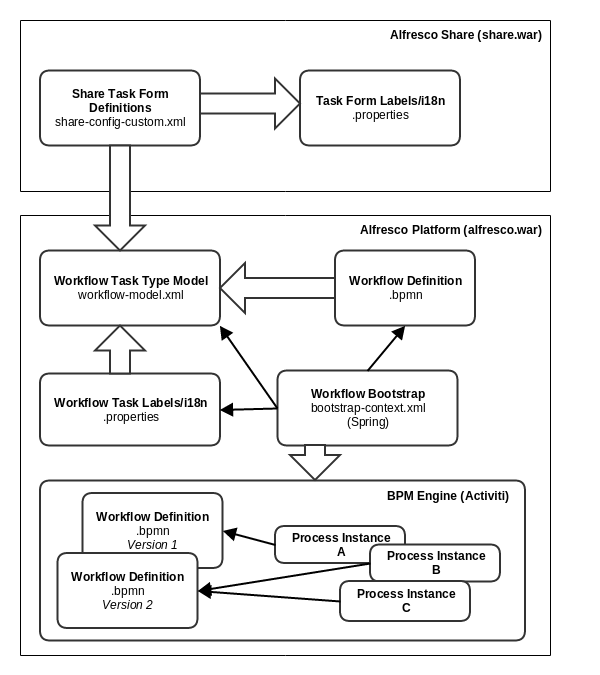 Alfresco Share (share.war)
Share Task Form
Definitions
share-config-custom.xml
Task Form Labels/i18n
.properties
Alfresco Platform (alfresco.war)
Workflow Task Type Model
workflow-model.xml
Workflow Definition
.bpmn
Workflow Task Labels/i18n
.properties
Workflow Bootstrap
bootstrap-context.xml
(Spring)
BPM Engine (Activiti)
Workflow Definition
.bpmn
Version 1
Process Instance
A
Process Instance
B
Workflow Definition
.bpmn
Version 2
Process Instance
C